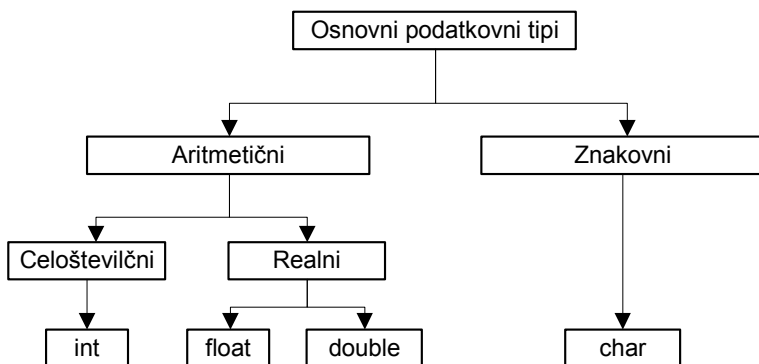 Osnovni podatkovni tipi
Aritmetični
Znakovni
Celoštevilčni
Realni
int
float
double
char